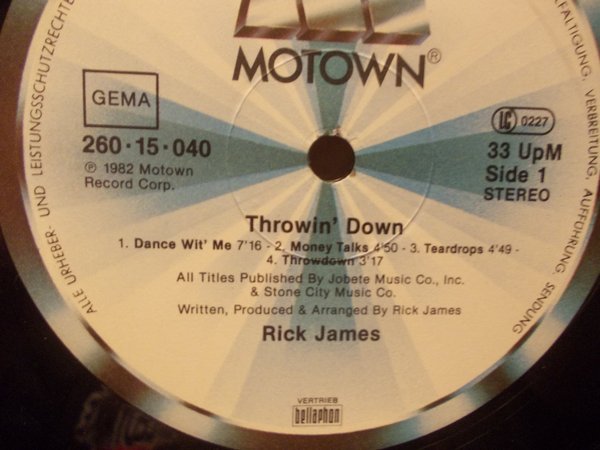 MOTOWN®
GEMA
260·15·040
℗ 1982 Motown
Record Corp.
LC 0227
33 UpM
Side 1
STEREO
Throwin' Down
1. Dance Wit' Me 7'16 - 2. Money Talks 4'50 - 3. Teardrops 4'49 -
4. Throwdown 3'17
All Titles Published By Jobete Music Co., Inc.
& Stone City Music Co.
Written, Produced & Arranged By Rick James
Rick James
VERTRIEB
bellaphon
ALLE URHEBER- UND LEISTUNGSSCHUTZRECHTE
VERBREITUNG, AUFFÜHRUNG, SENDUNG